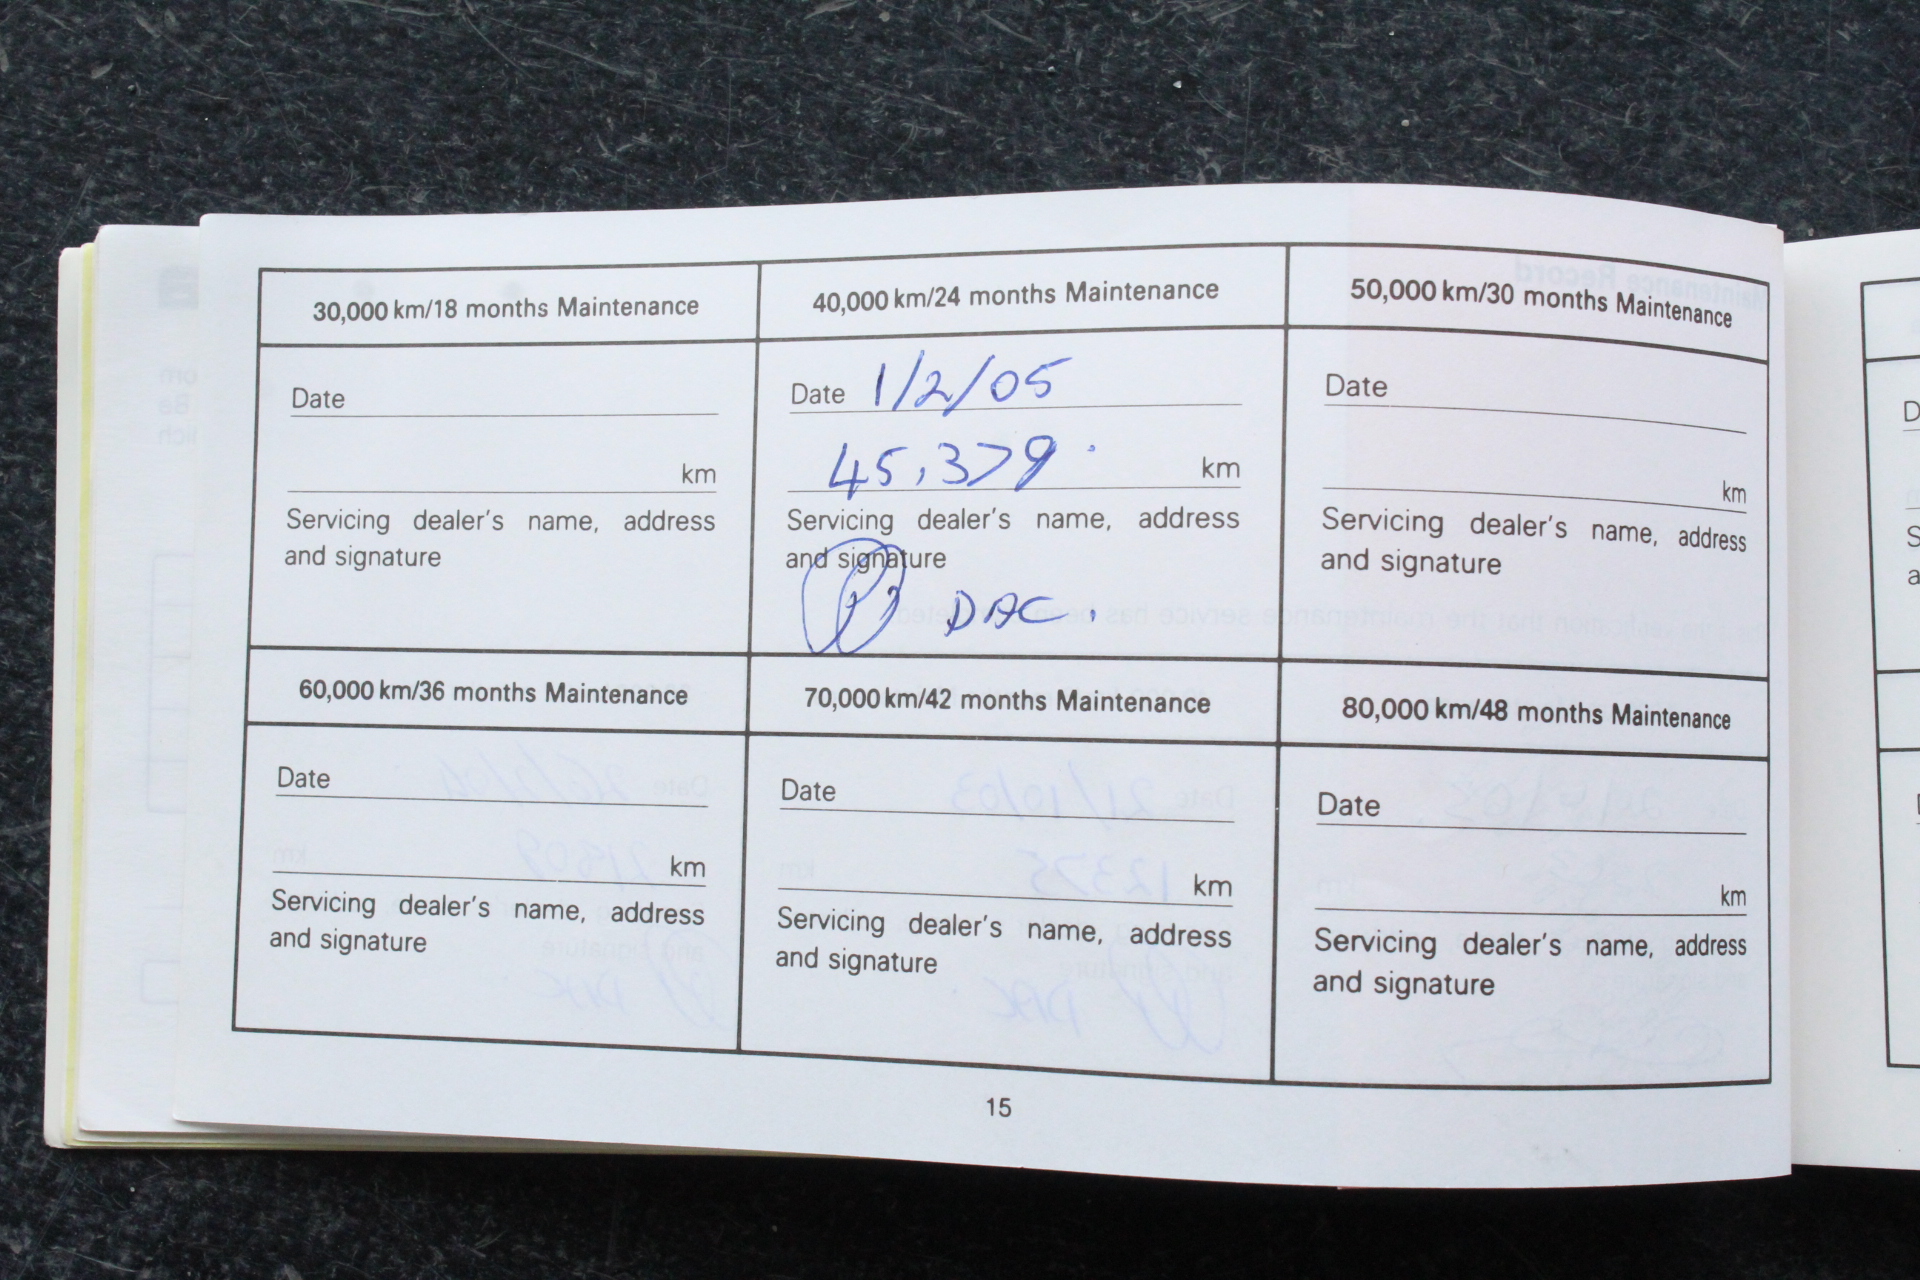 30,000 km/18 months Maintenance
Date
km
Servicing dealer's name, address
and signature
40,000 km/24 months Maintenance
Date 1/2/05
45,379. km
Servicing dealer's name, address
and signature
50,000 km/30 months Maintenance
Date
km
Servicing dealer's name, address
and signature
60,000 km/36 months Maintenance
Date
km
Servicing dealer's name, address
and signature
70,000 km/42 months Maintenance
Date
km
Servicing dealer's name, address
and signature
80,000 km/48 months Maintenance
Date
km
Servicing dealer's name, address
and signature
15